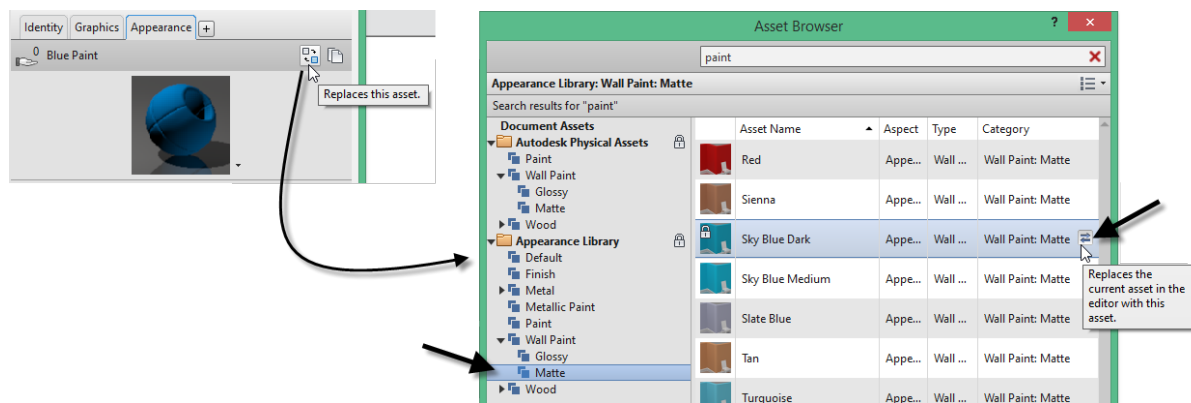 Identity Graphics Appearance +
0 Blue Paint
Replaces this asset.
Asset Browser ? ×
paint
Appearance Library: Wall Paint: Matte
Search results for "paint"
Document Assets
Autodesk Physical Assets
Paint
Wall Paint
Glossy
Matte
Wood
Appearance Library
Default
Finish
Metal
Metallic Paint
Paint
Wall Paint
Glossy
Matte
Wood
Asset Name Aspect Type Category
Red Appe... Wall ... Wall Paint: Matte
Sienna Appe... Wall ... Wall Paint: Matte
Sky Blue Dark Appe... Wall ... Wall Paint: Matte
Sky Blue Medium Appe... Wall ... Wall Paint: Matte
Slate Blue Appe... Wall ... Wall Paint: Matte
Tan Appe... Wall ... Wall Paint: Matte
Turquoise Appe... Wall ... Wall Paint: Matte
Replaces the
current asset in the
editor with this
asset.